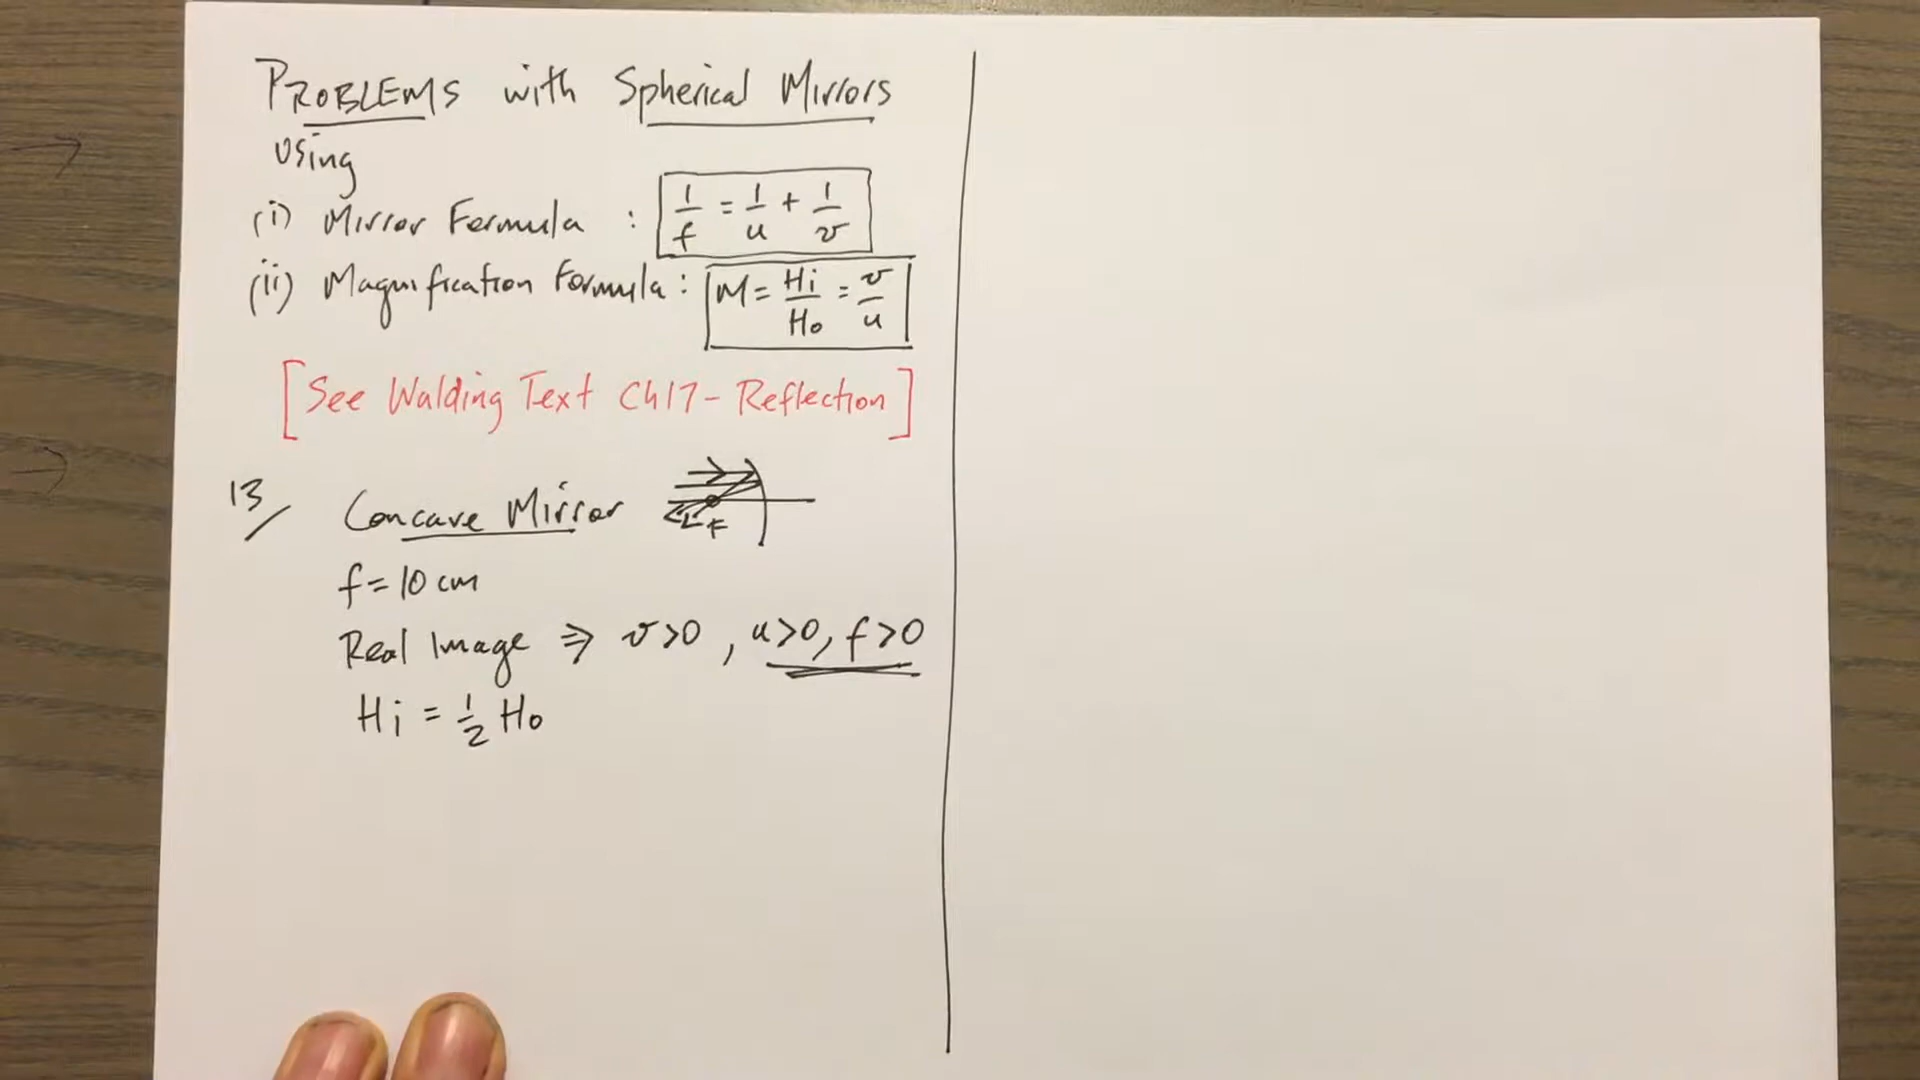 PROBLEMS with Spherical Mirrors
using
(i) Mirror Formula : 1/f = 1/u + 1/v
(ii) Magnification Formula : M = Hi/Ho = v/u
[See Walding Text Ch17 - Reflection]
13/ Concave Mirror
F
f = 10 cm
Real Image ⇒ v>0, u>0, f>0
Hi = 1/2 Ho